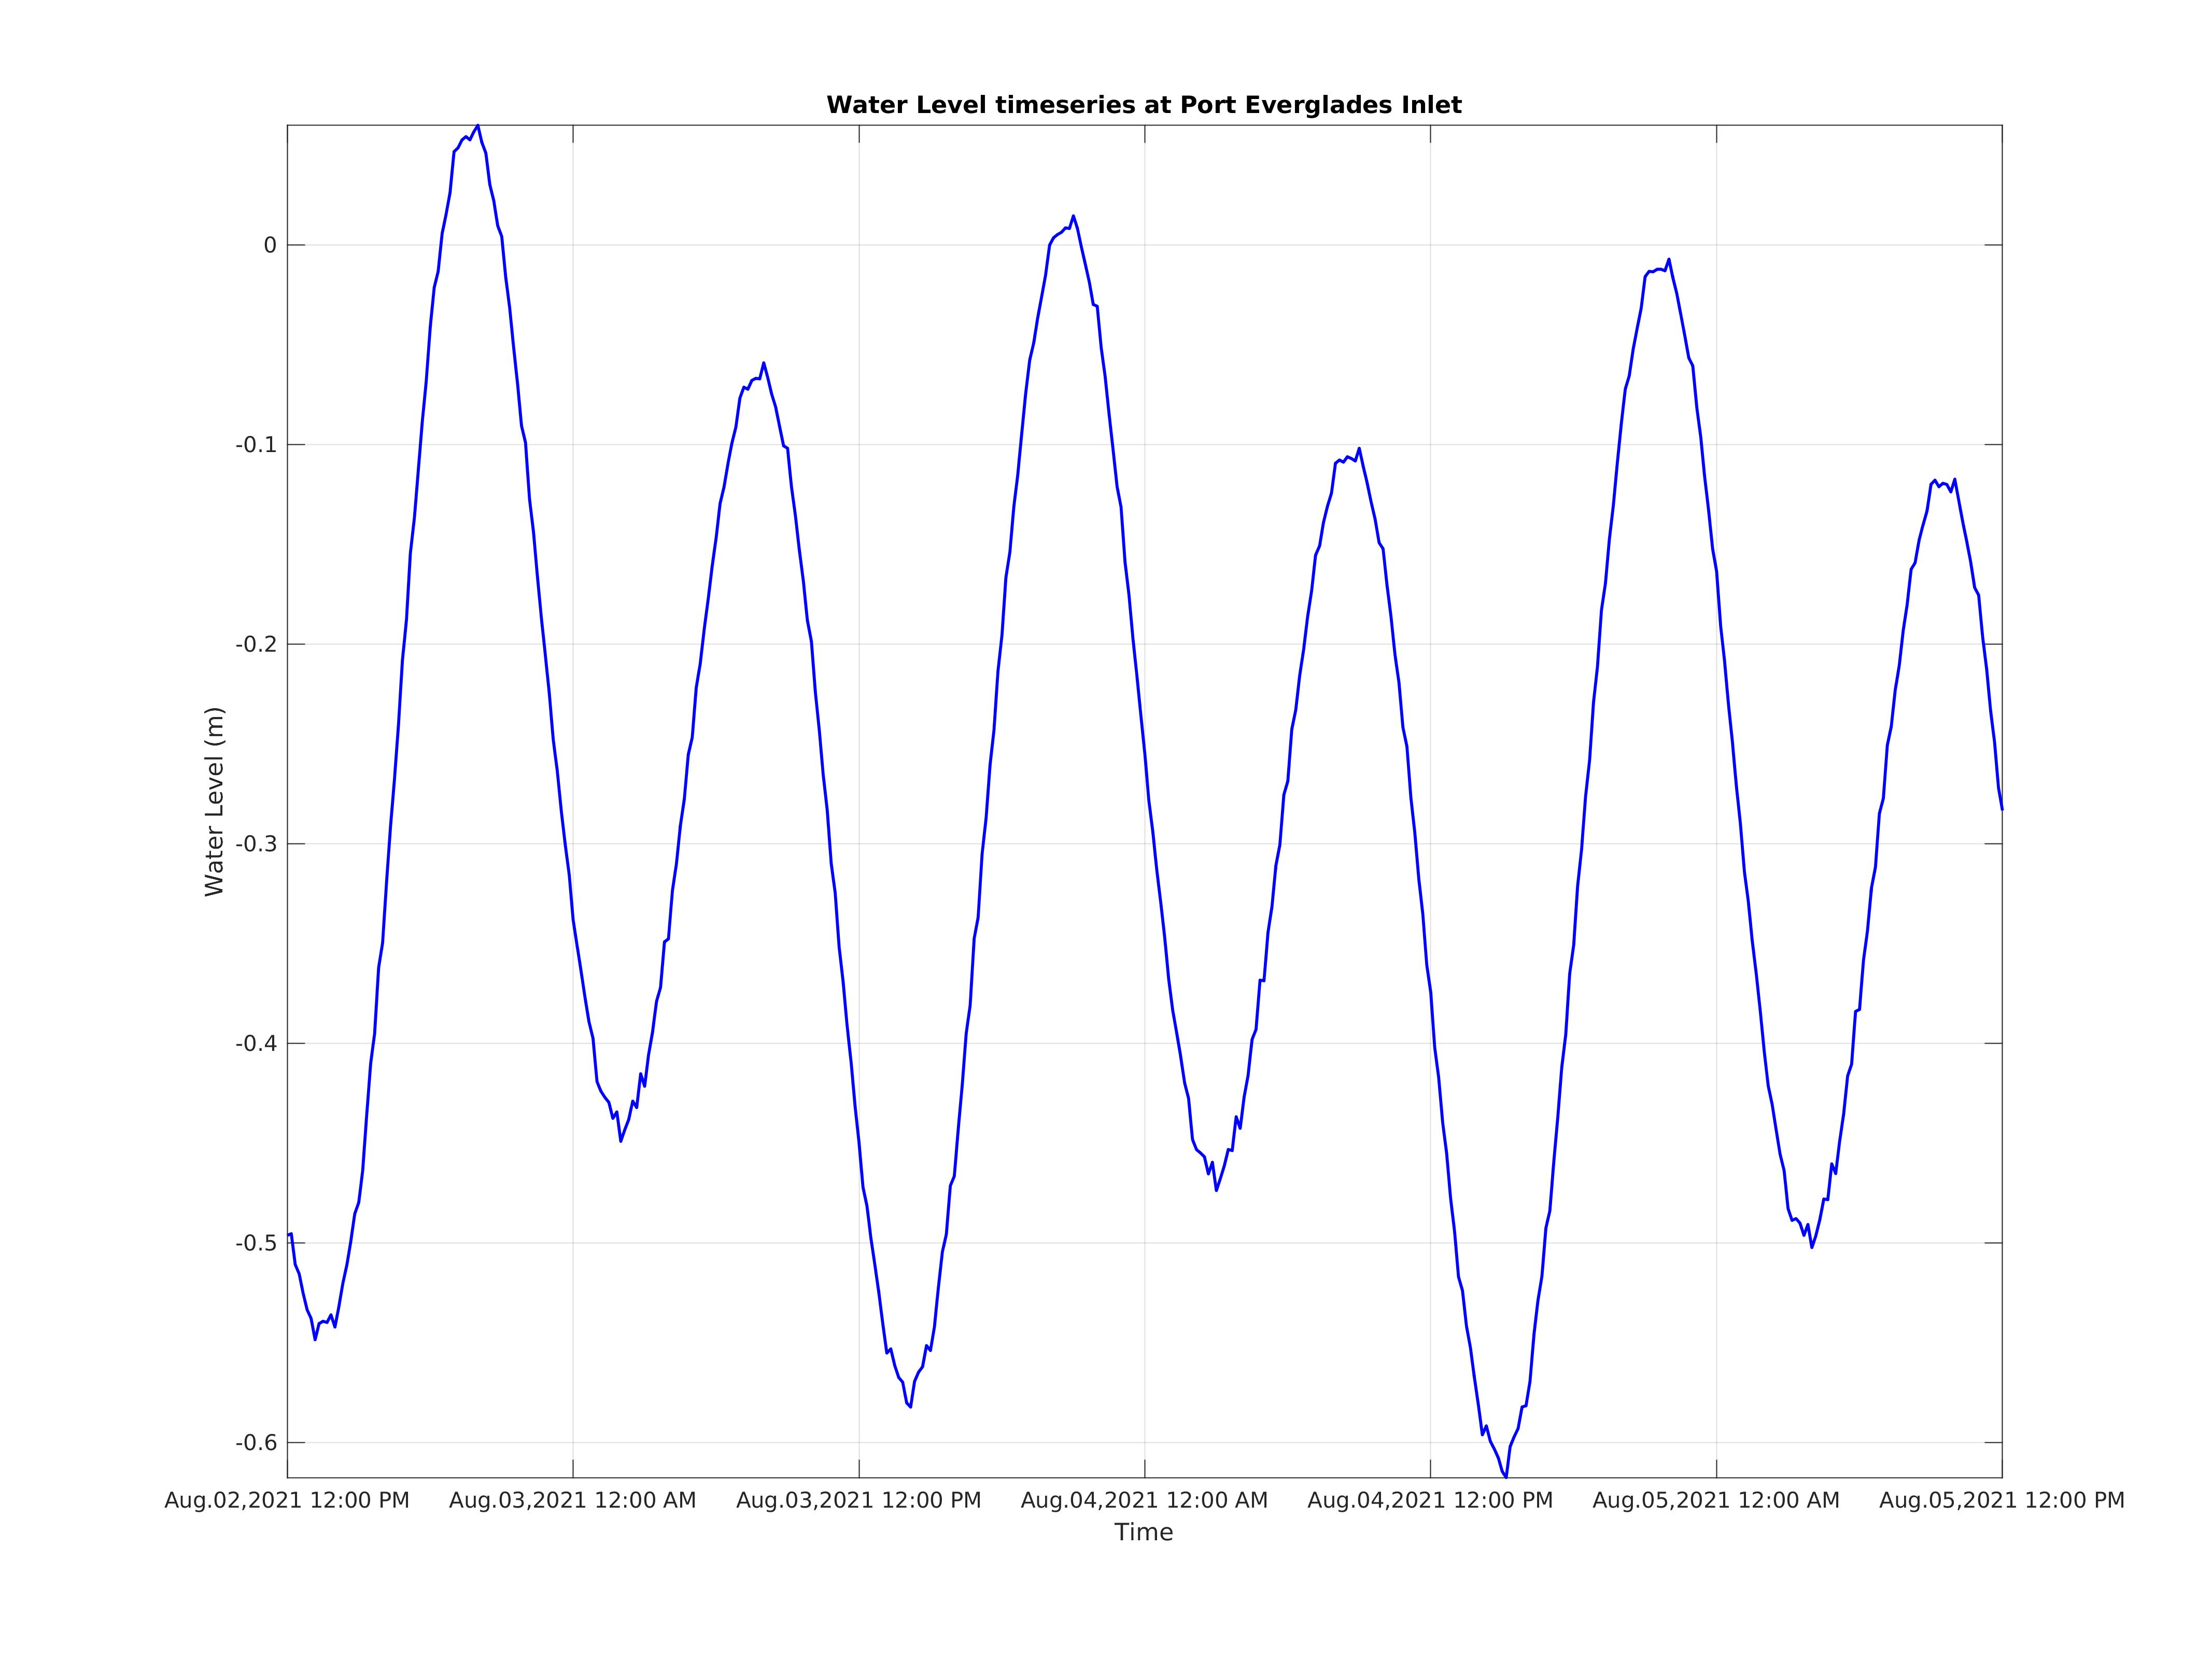 Water Level timeseries at Port Everglades Inlet
0
-0.1
-0.2
-0.3
-0.4
-0.5
-0.6
Water Level (m)
Aug.02,2021 12:00 PM Aug.03,2021 12:00 AM Aug.03,2021 12:00 PM Aug.04,2021 12:00 AM Aug.04,2021 12:00 PM Aug.05,2021 12:00 AM Aug.05,2021 12:00 PM
Time